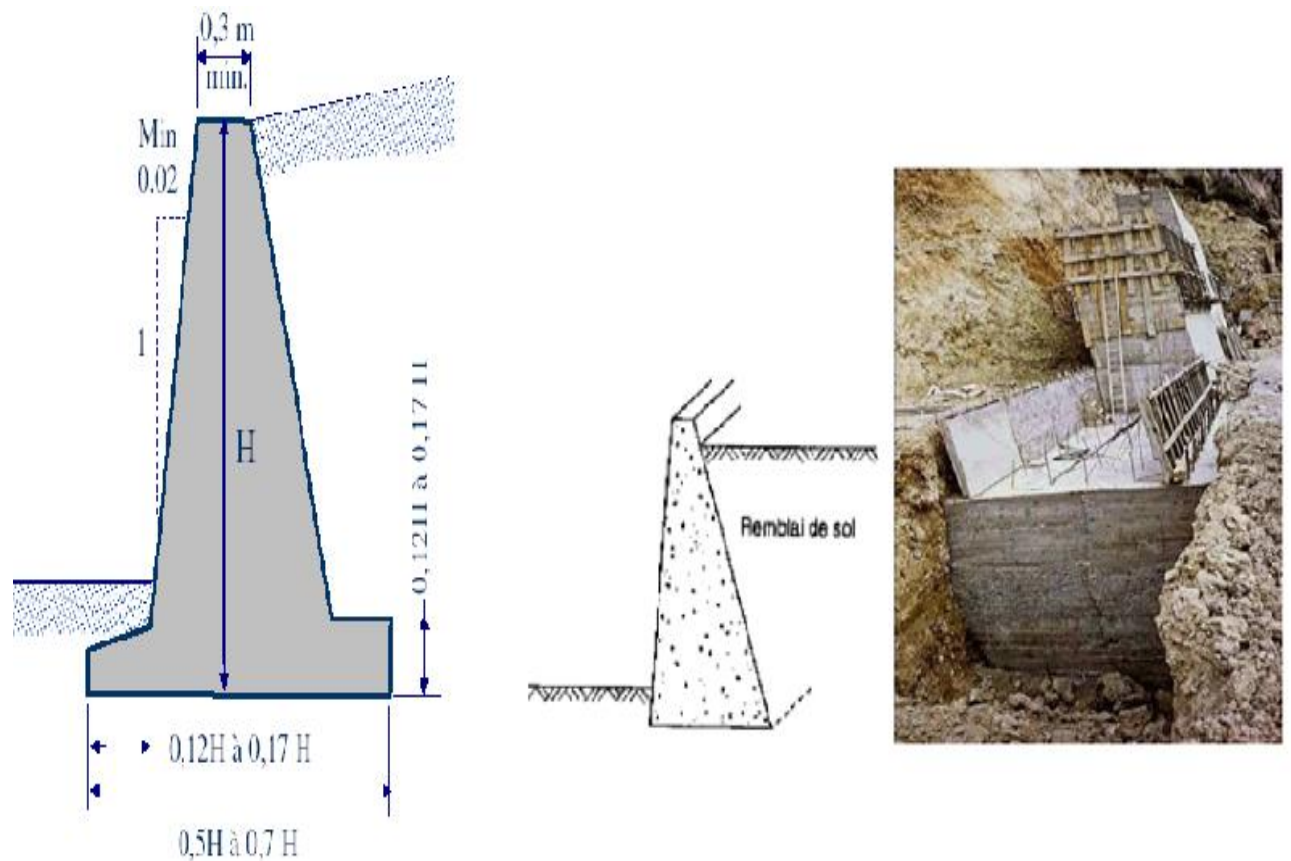 0,3 m
min.
Min
0.02
1
H
0,12H à 0,17 H
0,12H à 0,17 H
0,5H à 0,7 H
Remblai de sol